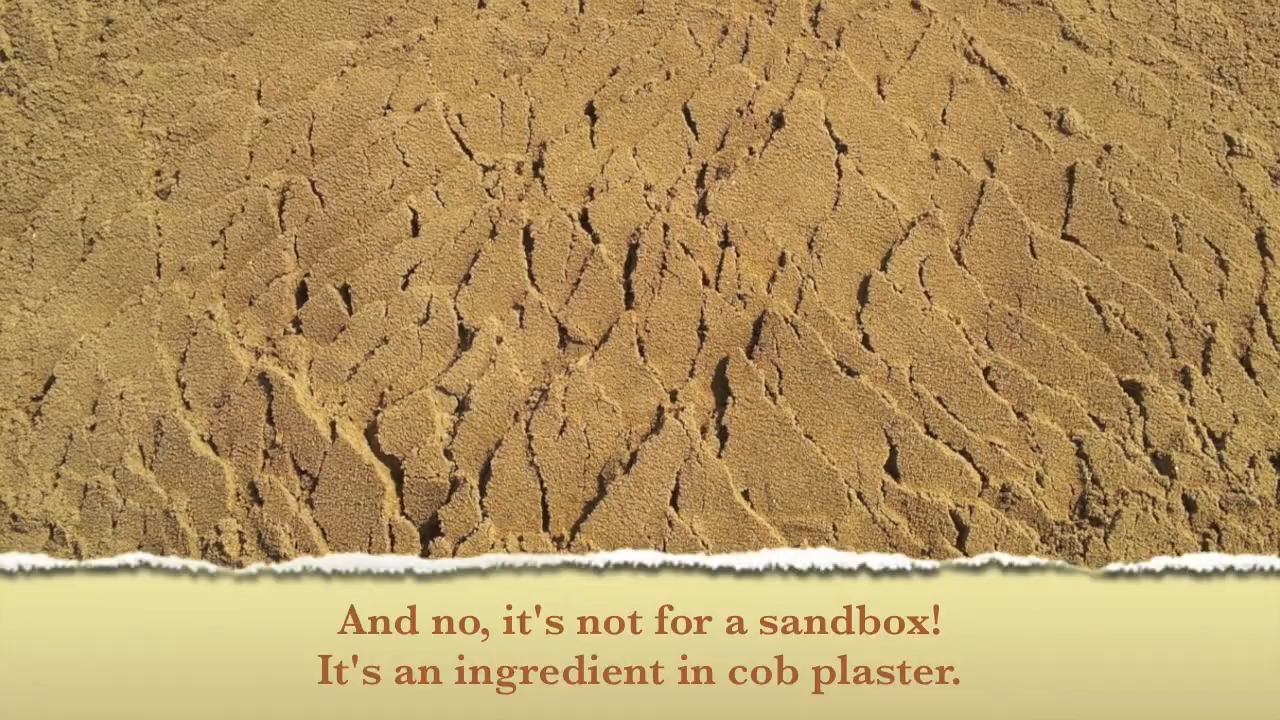 And no, it's not for a sandbox!
It's an ingredient in cob plaster.